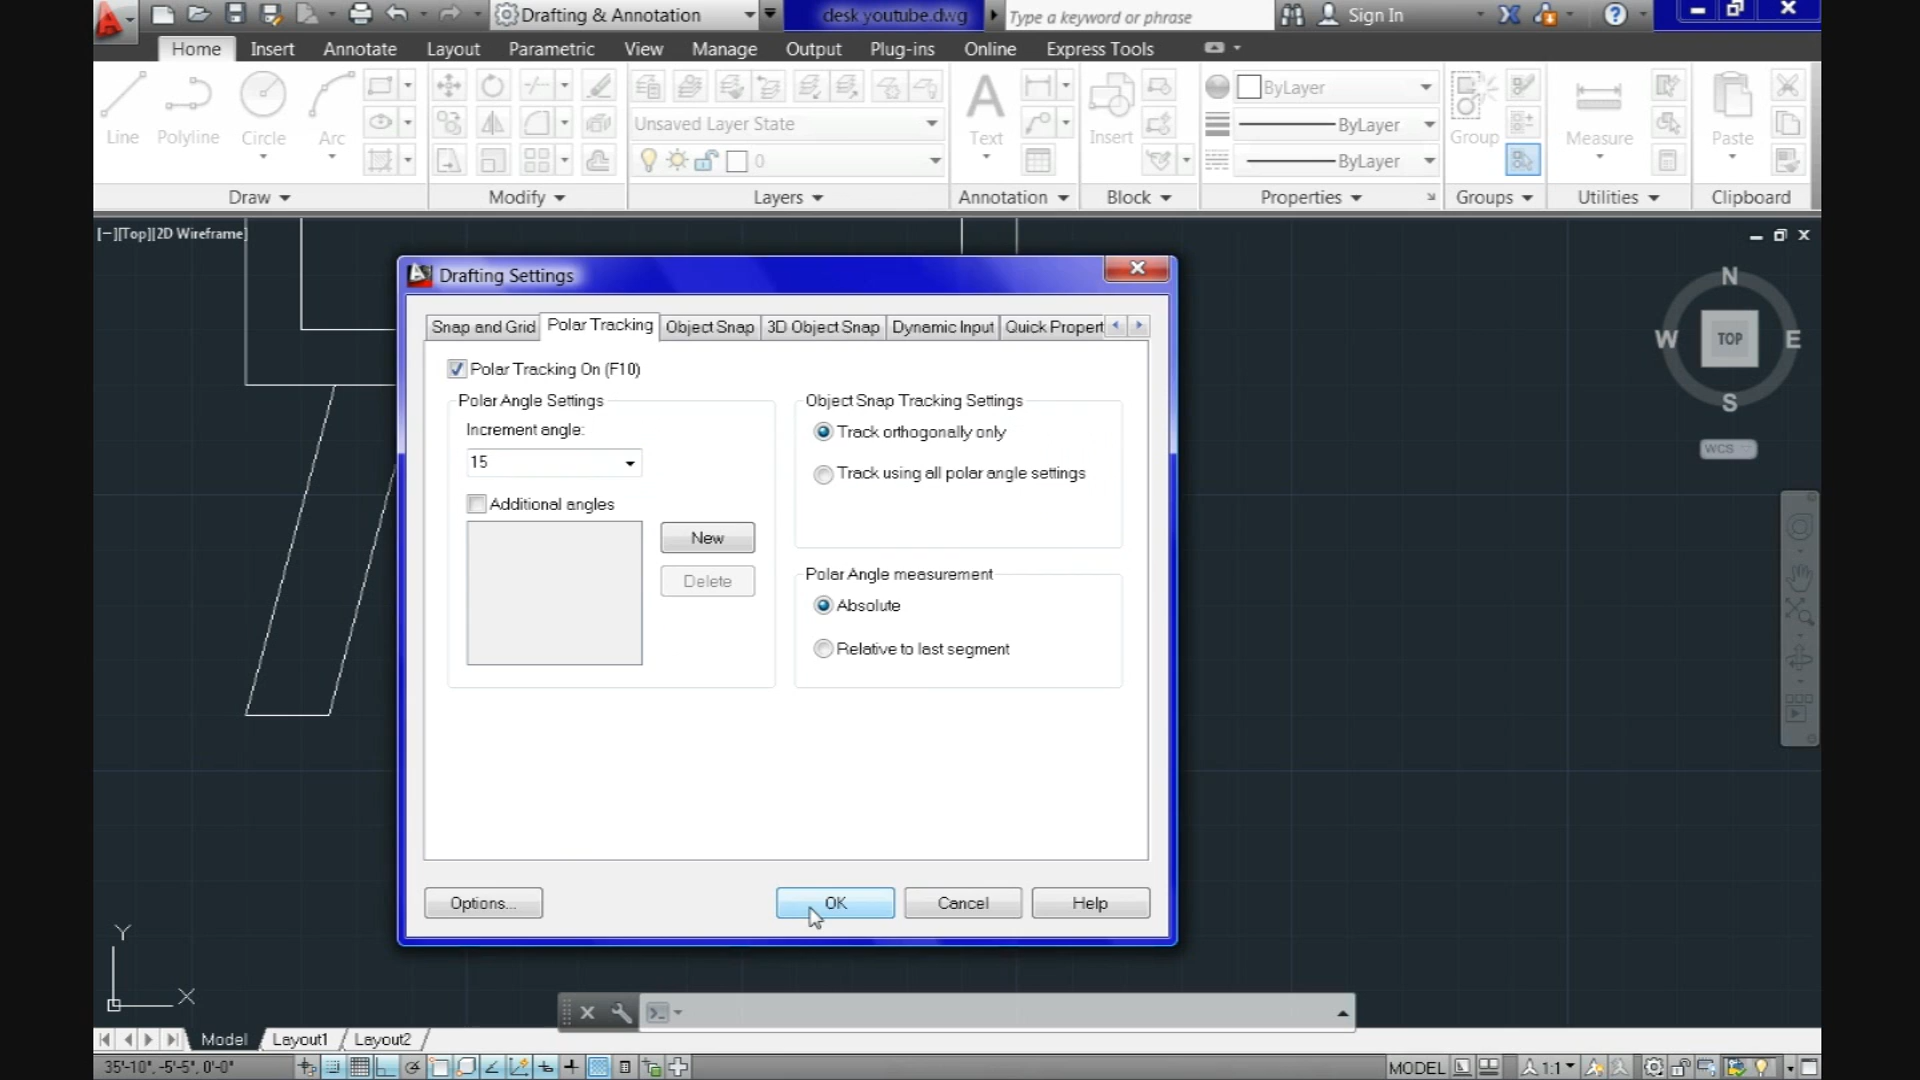 Drafting & Annotation
desk youtube.dwg
Type a keyword or phrase
Sign In
Home Insert Annotate Layout Parametric View Manage Output Plug-ins Online Express Tools
Line Polyline Circle Arc
Unsaved Layer State
0
Text
Insert
ByLayer
ByLayer
ByLayer
Group
Measure
Paste
Draw Modify Layers Annotation Block Properties Groups Utilities Clipboard
[−][Top][2D Wireframe]
Drafting Settings
Snap and Grid Polar Tracking Object Snap 3D Object Snap Dynamic Input Quick Propert
Polar Tracking On (F10)
Polar Angle Settings
Increment angle:
15
Additional angles
New
Delete
Object Snap Tracking Settings
Track orthogonally only
Track using all polar angle settings
Polar Angle measurement
Absolute
Relative to last segment
Options... OK Cancel Help
N
W TOP E
S
WCS
Y
X
Model Layout1 Layout2
35'-10", -5'-5", 0'-0"
MODEL 1:1